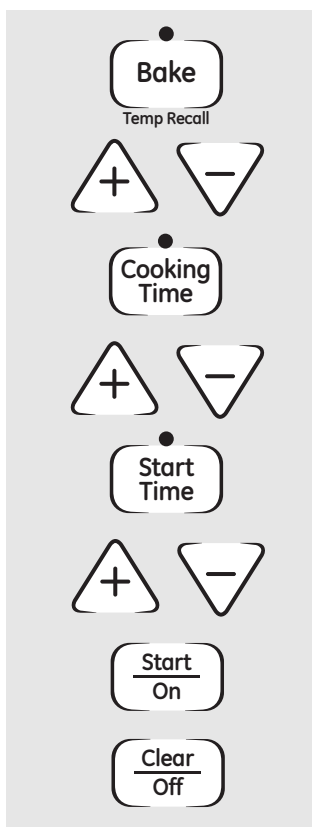 Bake
Temp Recall
+ −
Cooking
Time
+ −
Start
Time
+ −
Start
On
Clear
Off